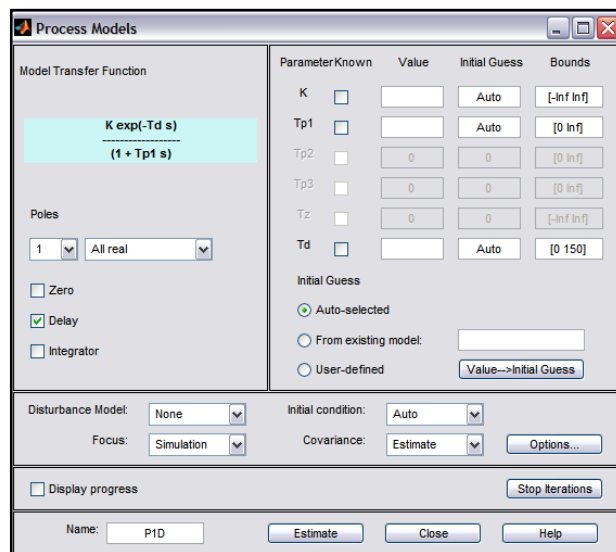 Process Models
Model Transfer Function
K exp(-Td s)
------------------
(1 + Tp1 s)
Poles
1 All real
Zero
Delay
Integrator
Parameter Known Value Initial Guess Bounds
K Auto [-Inf Inf]
Tp1 Auto [0 Inf]
Tp2 0 0 [0 Inf]
Tp3 0 0 [0 Inf]
Tz 0 0 [-Inf Inf]
Td Auto [0 150]
Initial Guess
Auto-selected
From existing model:
User-defined Value-->Initial Guess
Disturbance Model: None Initial condition: Auto
Focus: Simulation Covariance: Estimate Options...
Display progress Stop Iterations
Name: P1D Estimate Close Help